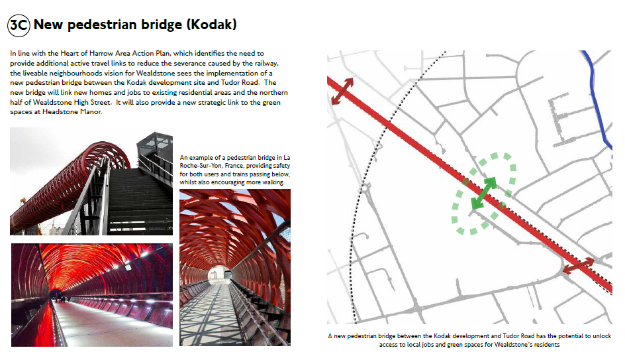 3C New pedestrian bridge (Kodak)
In line with the Heart of Harrow Area Action Plan, which identifies the need to
provide additional active travel links to reduce the severance caused by the railway,
the liveable neighbourhoods vision for Wealdstone sees the implementation of a
new pedestrian bridge between the Kodak development site and Tudor Road. The
new bridge will link new homes and jobs to existing residential areas and the northern
half of Wealdstone High Street. It will also provide a new strategic link to the green
spaces at Headstone Manor.
An example of a pedestrian bridge in La
Roche-Sur-Yon, France, providing safety
for both users and trains passing below,
whilst also encouraging more walking.
A new pedestrian bridge between the Kodak development and Tudor Road has the potential to unlock
access to local jobs and green spaces for Wealdstone's residents